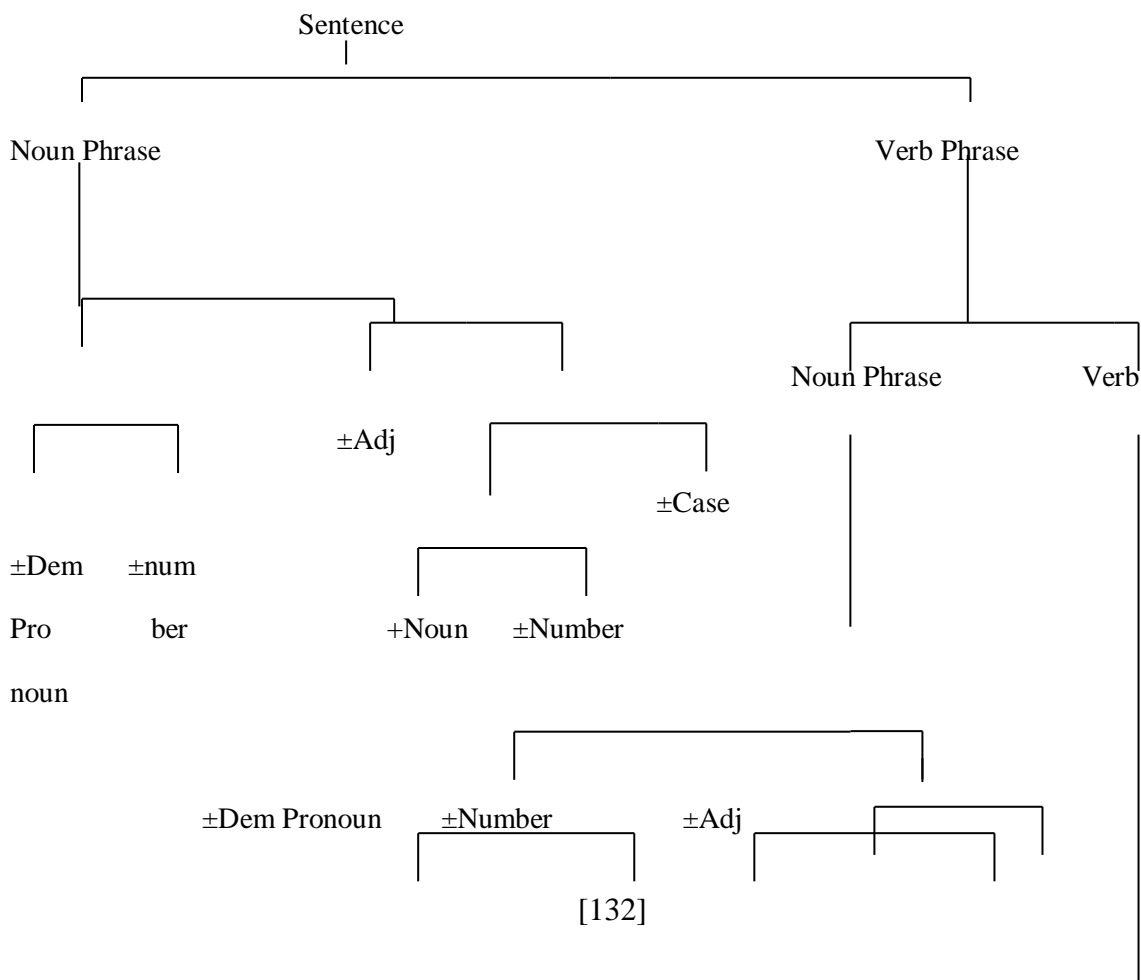 Sentence
Noun Phrase Verb Phrase
Noun Phrase Verb
±Adj
±Case
±Dem ±num
Pro ber +Noun ±Number
noun
±Dem Pronoun ±Number ±Adj
[132]